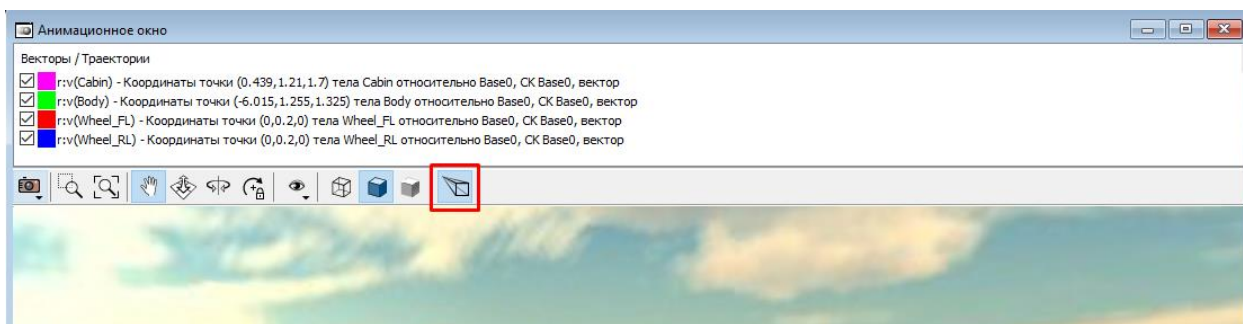 Анимационное окно
Векторы / Траектории
r:v(Cabin) - Координаты точки (0.439,1.21,1.7) тела Cabin относительно Base0, СК Base0, вектор
r:v(Body) - Координаты точки (-6.015,1.255,1.325) тела Body относительно Base0, СК Base0, вектор
r:v(Wheel_FL) - Координаты точки (0,0.2,0) тела Wheel_FL относительно Base0, СК Base0, вектор
r:v(Wheel_RL) - Координаты точки (0,0.2,0) тела Wheel_RL относительно Base0, СК Base0, вектор